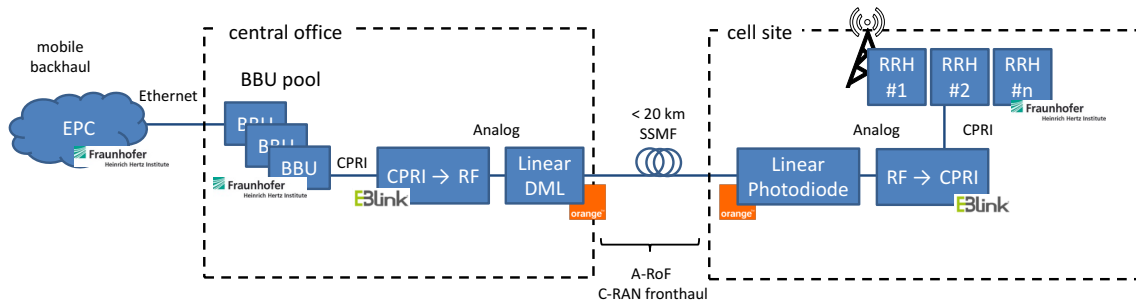 mobile
backhaul
Ethernet
EPC
Fraunhofer
Heinrich Hertz Institute
central office
BBU pool
BBU
BBU
BBU
Fraunhofer
Heinrich Hertz Institute
CPRI
CPRI → RF
EBlink
Analog
Linear
DML
orange
< 20 km
SSMF
A-RoF
C-RAN fronthaul
cell site
RRH
#1
RRH
#2
RRH
#n
Fraunhofer
Heinrich Hertz Institute
Analog
CPRI
Linear
Photodiode
orange
RF → CPRI
EBlink